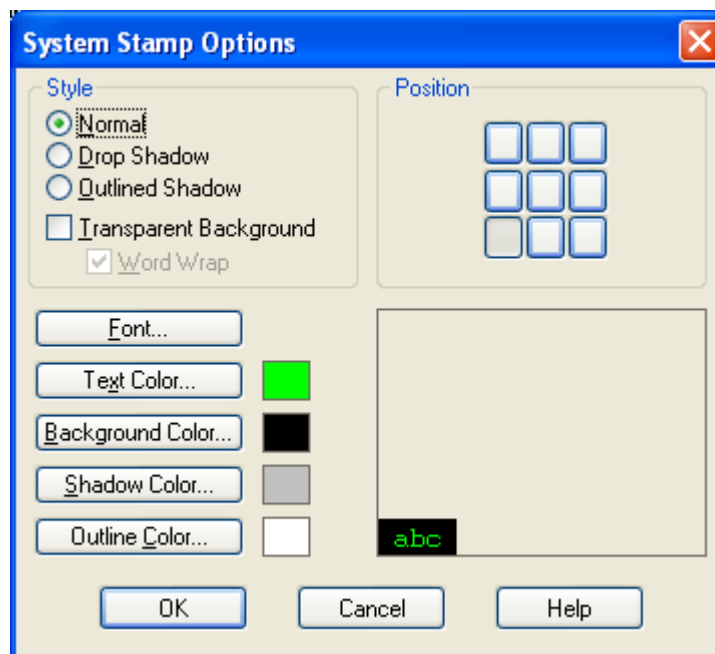 System Stamp Options
Style
Normal
Drop Shadow
Outlined Shadow
Transparent Background
Word Wrap
Position
Font...
Text Color...
Background Color...
Shadow Color...
Outline Color...
abc
OK
Cancel
Help